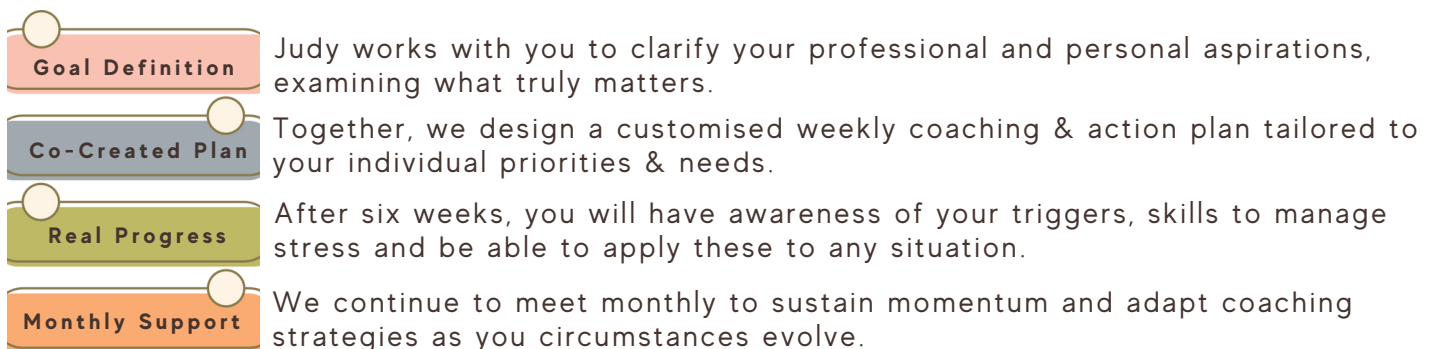 Goal Definition
Judy works with you to clarify your professional and personal aspirations,
examining what truly matters.
Co-Created Plan
Together, we design a customised weekly coaching & action plan tailored to
your individual priorities & needs.
Real Progress
After six weeks, you will have awareness of your triggers, skills to manage
stress and be able to apply these to any situation.
Monthly Support
We continue to meet monthly to sustain momentum and adapt coaching
strategies as you circumstances evolve.